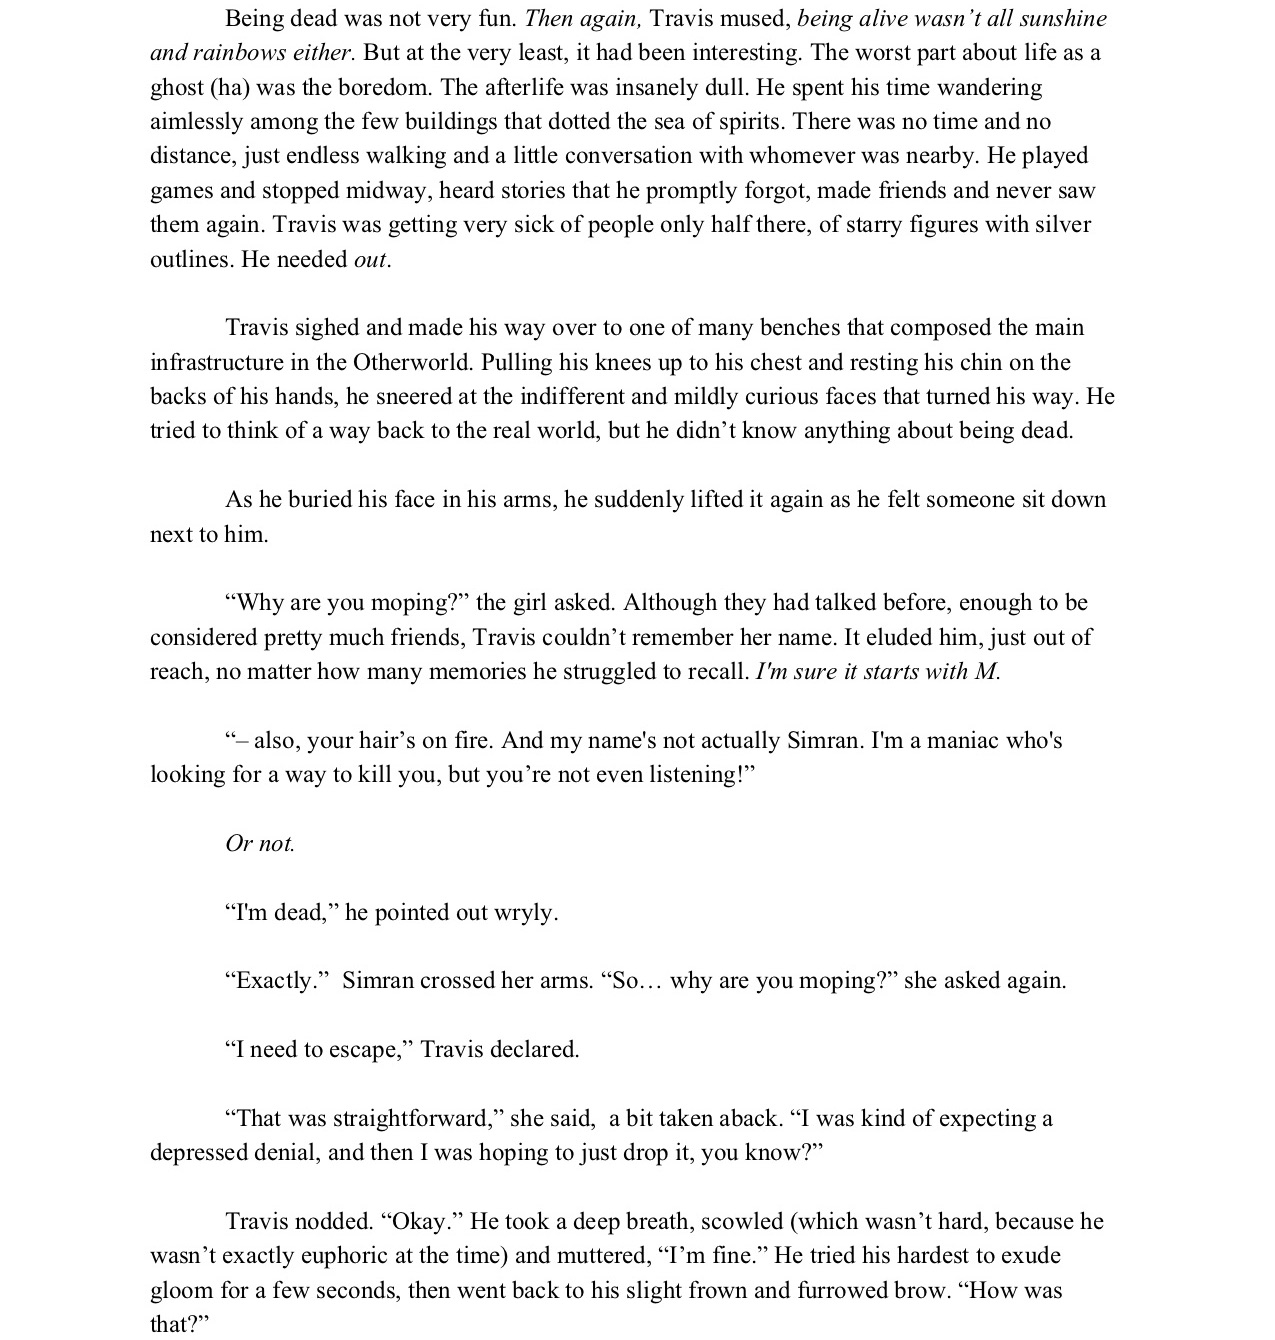 Being dead was not very fun. Then again, Travis mused, being alive wasn’t all sunshine
and rainbows either. But at the very least, it had been interesting. The worst part about life as a
ghost (ha) was the boredom. The afterlife was insanely dull. He spent his time wandering
aimlessly among the few buildings that dotted the sea of spirits. There was no time and no
distance, just endless walking and a little conversation with whomever was nearby. He played
games and stopped midway, heard stories that he promptly forgot, made friends and never saw
them again. Travis was getting very sick of people only half there, of starry figures with silver
outlines. He needed out.
Travis sighed and made his way over to one of many benches that composed the main
infrastructure in the Otherworld. Pulling his knees up to his chest and resting his chin on the
backs of his hands, he sneered at the indifferent and mildly curious faces that turned his way. He
tried to think of a way back to the real world, but he didn’t know anything about being dead.
As he buried his face in his arms, he suddenly lifted it again as he felt someone sit down
next to him.
“Why are you moping?” the girl asked. Although they had talked before, enough to be
considered pretty much friends, Travis couldn’t remember her name. It eluded him, just out of
reach, no matter how many memories he struggled to recall. I'm sure it starts with M.
“– also, your hair’s on fire. And my name's not actually Simran. I'm a maniac who's
looking for a way to kill you, but you’re not even listening!”
Or not.
“I'm dead,” he pointed out wryly.
“Exactly.”  Simran crossed her arms. “So… why are you moping?” she asked again.
“I need to escape,” Travis declared.
“That was straightforward,” she said,  a bit taken aback. “I was kind of expecting a
depressed denial, and then I was hoping to just drop it, you know?”
Travis nodded. “Okay.” He took a deep breath, scowled (which wasn’t hard, because he
wasn’t exactly euphoric at the time) and muttered, “I’m fine.” He tried his hardest to exude
gloom for a few seconds, then went back to his slight frown and furrowed brow. “How was
that?”